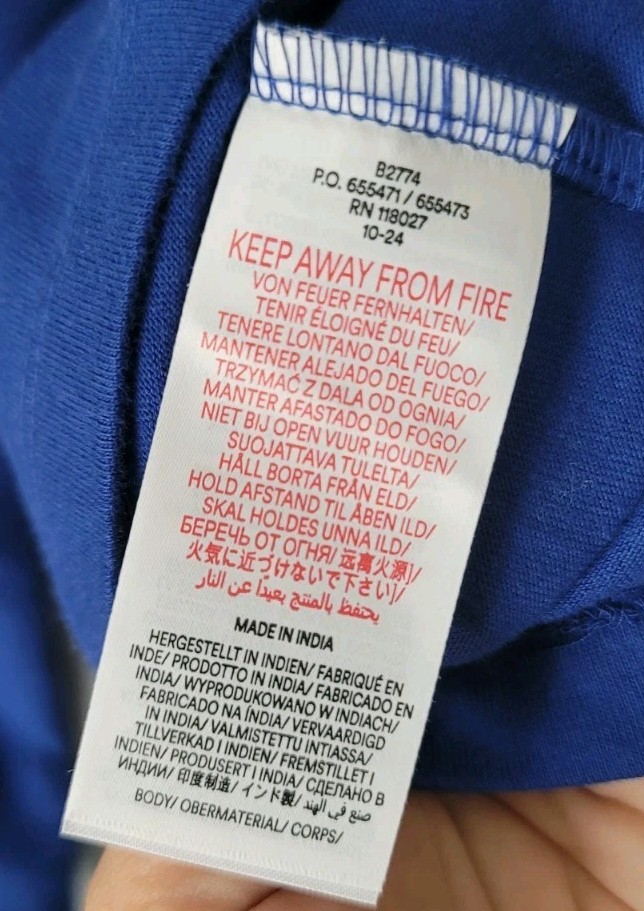 B2774
P.O. 655471 / 655473
RN 118027
10-24
KEEP AWAY FROM FIRE
VON FEUER FERNHALTEN/
TENIR ÉLOIGNÉ DU FEU/
TENERE LONTANO DAL FUOCO/
MANTENER ALEJADO DEL FUEGO/
TRZYMAĆ Z DALA OD OGNIA/
MANTER AFASTADO DO FOGO/
NIET BIJ OPEN VUUR HOUDEN/
SUOJATTAVA TULELTA/
HÅLL BORTA FRÅN ELD/
HOLD AFSTAND TIL ÅBEN ILD/
SKAL HOLDES UNNA ILD/
БЕРЕЧЬ ОТ ОГНЯ/ 远离火源]/
火気に近づけないで下さい]/
يحتفظ بالمنتج بعيداً عن النار
MADE IN INDIA
HERGESTELLT IN INDIEN/ FABRIQUÉ EN
INDE/ PRODOTTO IN INDIA/ FABRICADO EN
INDIA/ WYPRODUKOWANO W INDIACH/
FABRICADO NA ÍNDIA/ VERVAARDIGD
IN INDIA/ VALMISTETTU INTIASSA/
TILLVERKAD I INDIEN/ FREMSTILLET I
INDIEN/ PRODUSERT I INDIA/ СДЕЛАНО В
ИНДИИ/ 印度制造/ インド製/ صنع في الهند
BODY/ OBERMATERIAL/ CORPS/